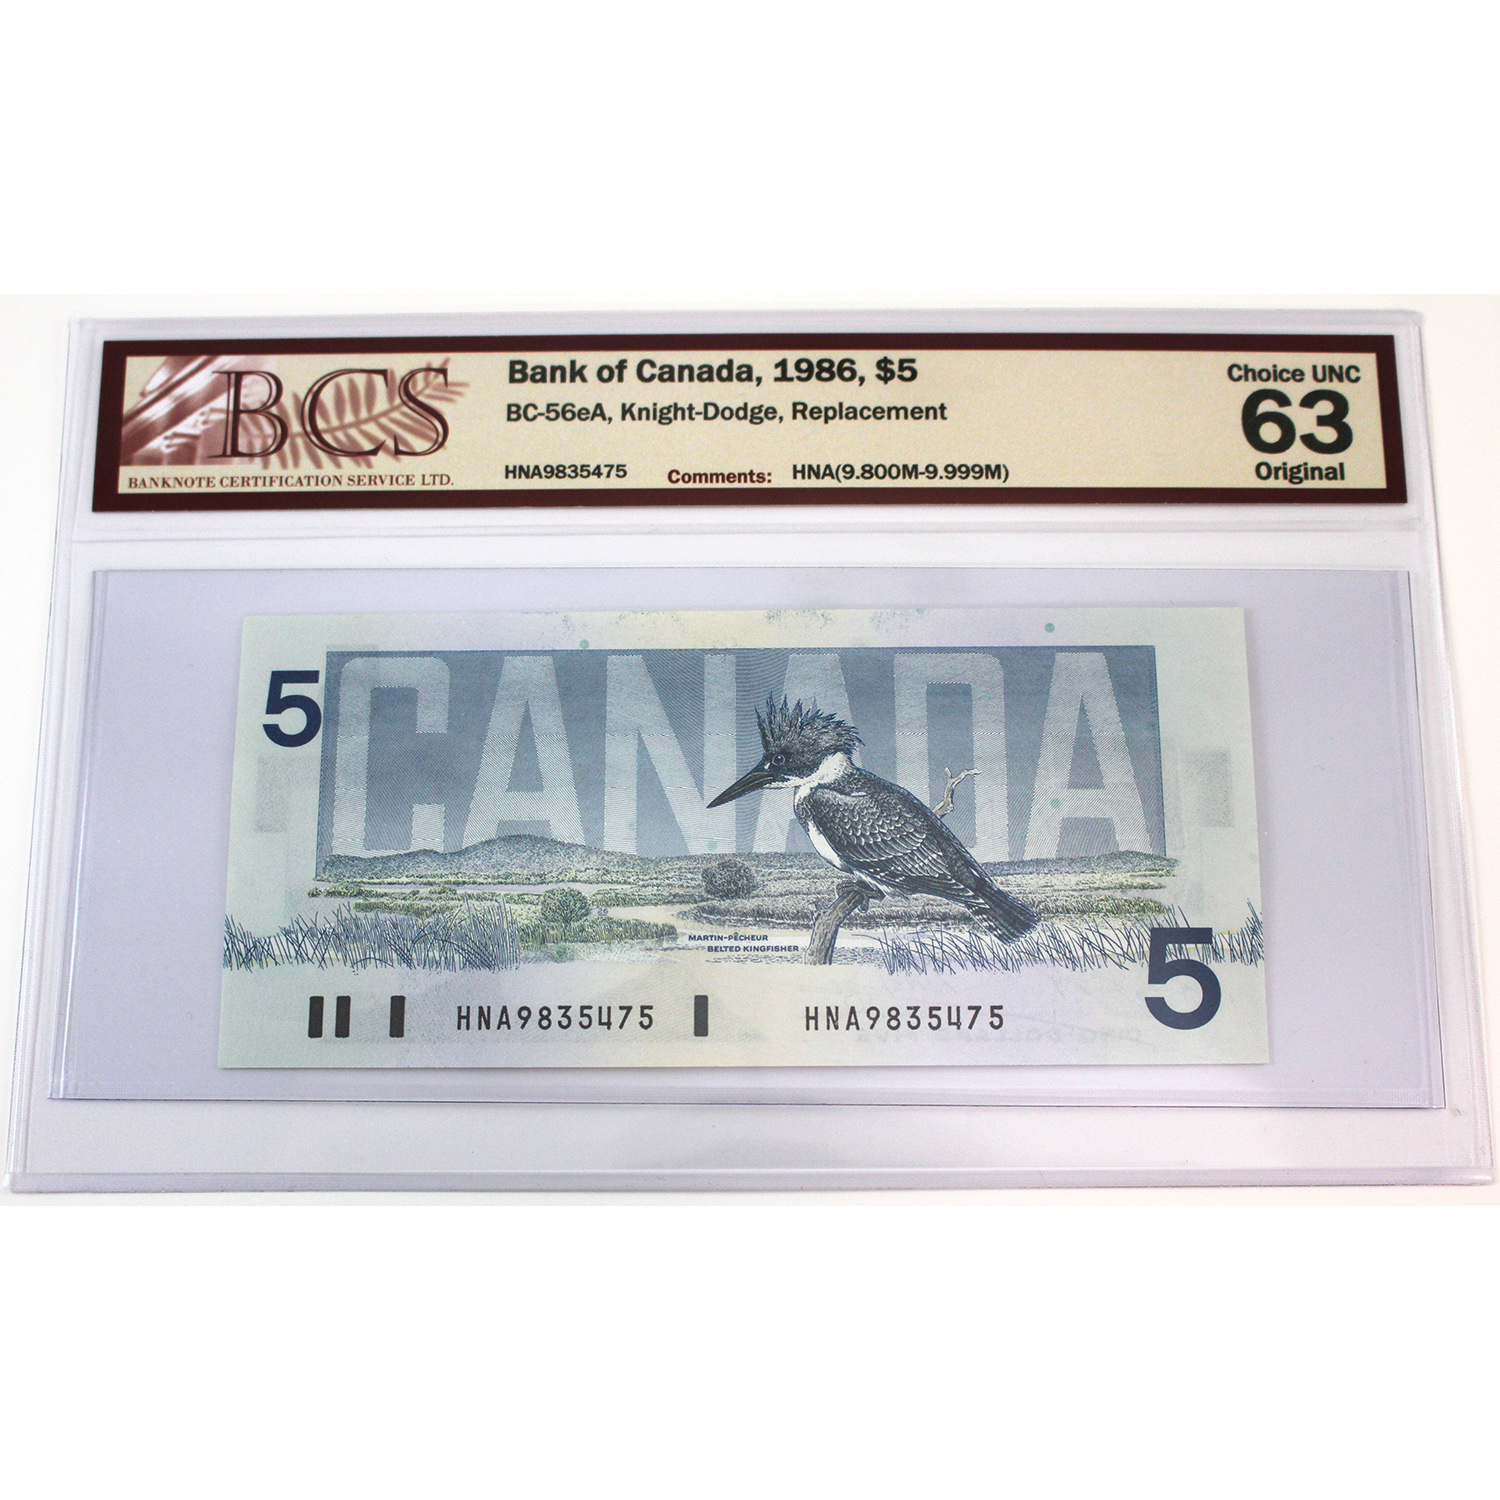 BCS
BANKNOTE CERTIFICATION SERVICE LTD.
Bank of Canada, 1986, $5
BC-56eA, Knight-Dodge, Replacement
HNA9835475 Comments: HNA(9.800M-9.999M)
Choice UNC
63
Original
5
CANADA
MARTIN-PÊCHEUR
BELTED KINGFISHER
5
HNA9835475 HNA9835475